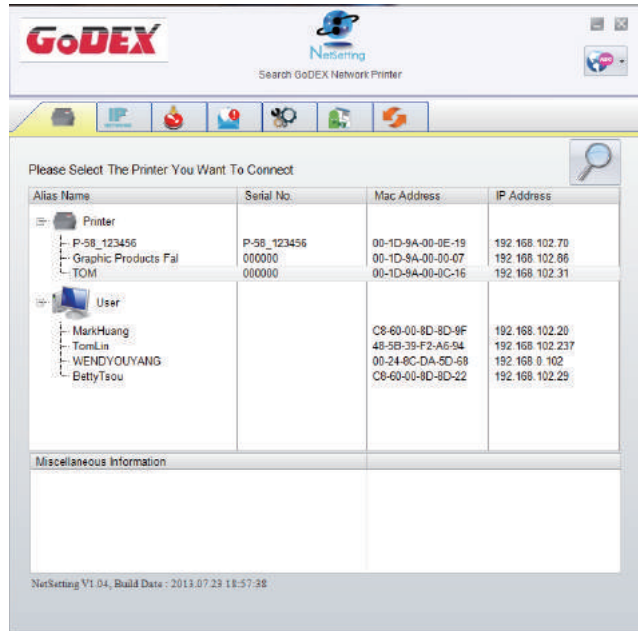 GODEX
NetSetting
Search GoDEX Network Printer
IP
NETWORK
Please Select The Printer You Want To Connect
Alias Name Serial No. Mac Address IP Address
Printer
P-58_123456 P-58_123456 00-1D-9A-00-0E-19 192.168.102.70
Graphic Products Fal 000000 00-1D-9A-00-00-07 192.168.102.66
TOM 000000 00-1D-9A-00-0C-16 192.168.102.31
User
MarkHuang C8-60-00-8D-8D-9F 192.168.102.20
TomLin 48-5B-39-F2-A6-94 192.168.102.237
WENDYOUYANG 00-24-8C-DA-5D-68 192.168.0.102
BettyTsou C8-60-00-8D-8D-22 192.168.102.29
Miscellaneous Information
NetSetting V1.04, Build Date : 2013.07.23 18:57:38